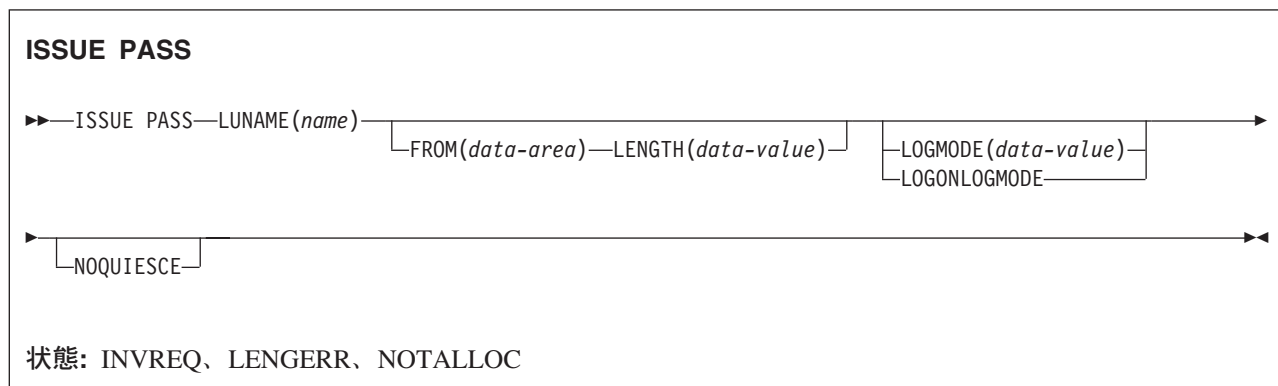 ISSUE PASS
ISSUE PASS LUNAME(name)
FROM(data-area) LENGTH(data-value)
LOGMODE(data-value)
LOGONLOGMODE
NOQUIESCE
状態: INVREQ、LENGERR、NOTALLOC